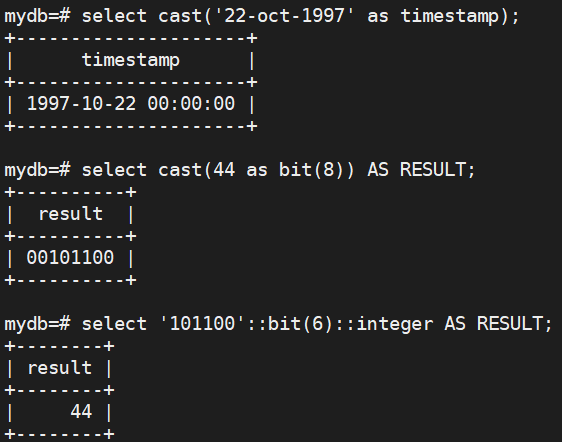 mydb=# select cast('22-oct-1997' as timestamp);
+---------------------+
|      timestamp      |
+---------------------+
| 1997-10-22 00:00:00 |
+---------------------+

mydb=# select cast(44 as bit(8)) AS RESULT;
+----------+
|  result  |
+----------+
| 00101100 |
+----------+

mydb=# select '101100'::bit(6)::integer AS RESULT;
+--------+
| result |
+--------+
|     44 |
+--------+